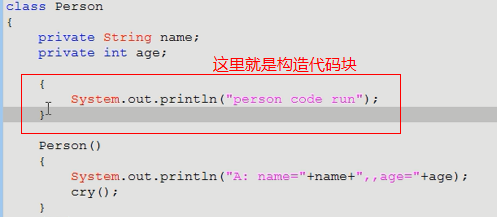 class Person
{
private String name;
private int age;
这里就是构造代码块
{
System.out.println("person code run");
}
Person()
{
System.out.println("A: name="+name+",,age="+age);
cry();
}